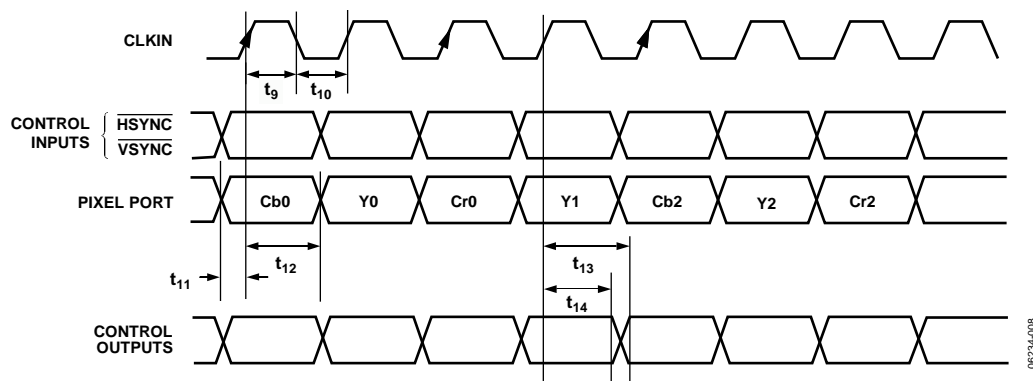 CLKIN
t9
t10
CONTROL INPUTS
HSYNC
VSYNC
PIXEL PORT
Cb0 Y0 Cr0 Y1 Cb2 Y2 Cr2
t11
t12
t13
t14
CONTROL OUTPUTS
06234-008